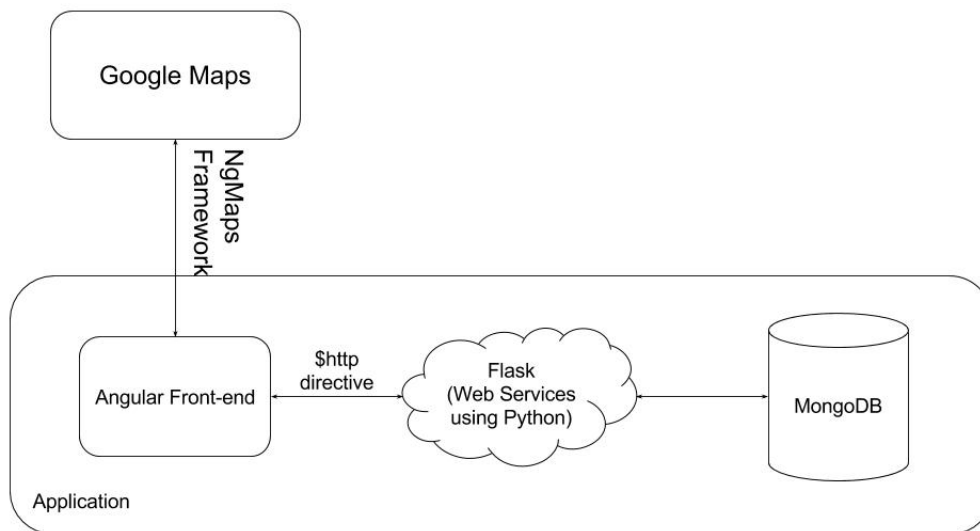 Google Maps
NgMaps
Framework
$http
directive
Angular Front-end
Flask
(Web Services
using Python)
MongoDB
Application